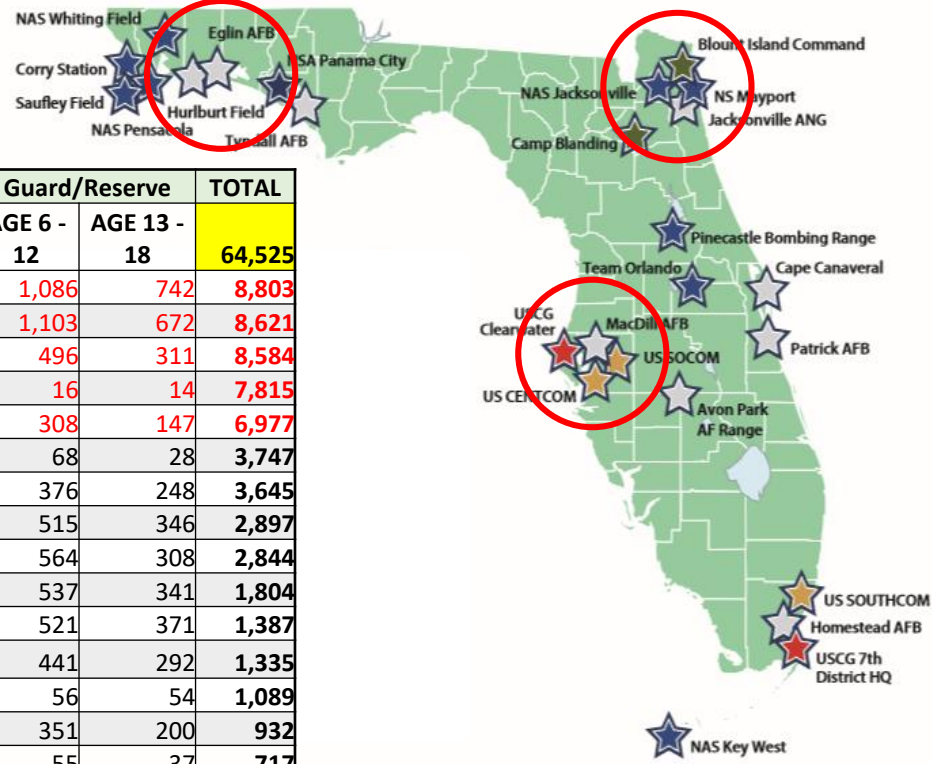 NAS Whiting Field
Eglin AFB
Corry Station
NSA Panama City
Saufley Field
Hurlburt Field
NAS Pensacola
Tyndall AFB
Blount Island Command
NAS Jacksonville
NS Mayport
Jacksonville ANG
Camp Blanding
Pinecastle Bombing Range
Team Orlando
Cape Canaveral
USCG
Clearwater
MacDill AFB
US SOCOM
Patrick AFB
US CENTCOM
Avon Park
AF Range
US SOUTHCOM
Homestead AFB
USCG 7th
District HQ
NAS Key West
Guard/Reserve TOTAL
AGE 6 - 12 AGE 13 - 18 64,525
1,086 742 8,803
1,103 672 8,621
496 311 8,584
16 14 7,815
308 147 6,977
68 28 3,747
376 248 3,645
515 346 2,897
564 308 2,844
537 341 1,804
521 371 1,387
441 292 1,335
56 54 1,089
351 200 932
55 37 717